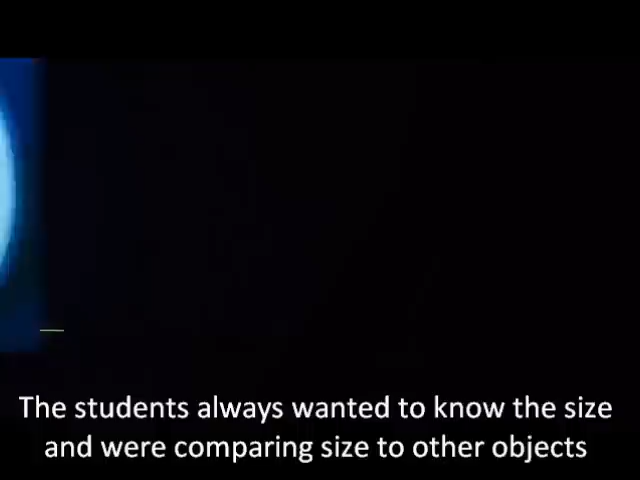 The students always wanted to know the size
and were comparing size to other objects